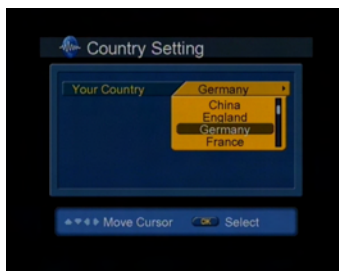 Country Setting
Your Country Germany
China
England
Germany
France
Move Cursor OK Select